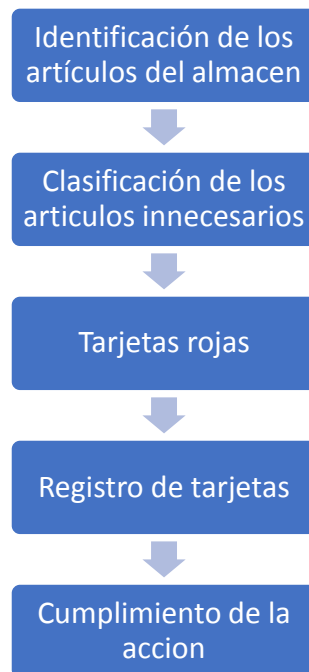 Identificación de los
artículos del almacen
Clasificación de los
articulos innecesarios
Tarjetas rojas
Registro de tarjetas
Cumplimiento de la
accion